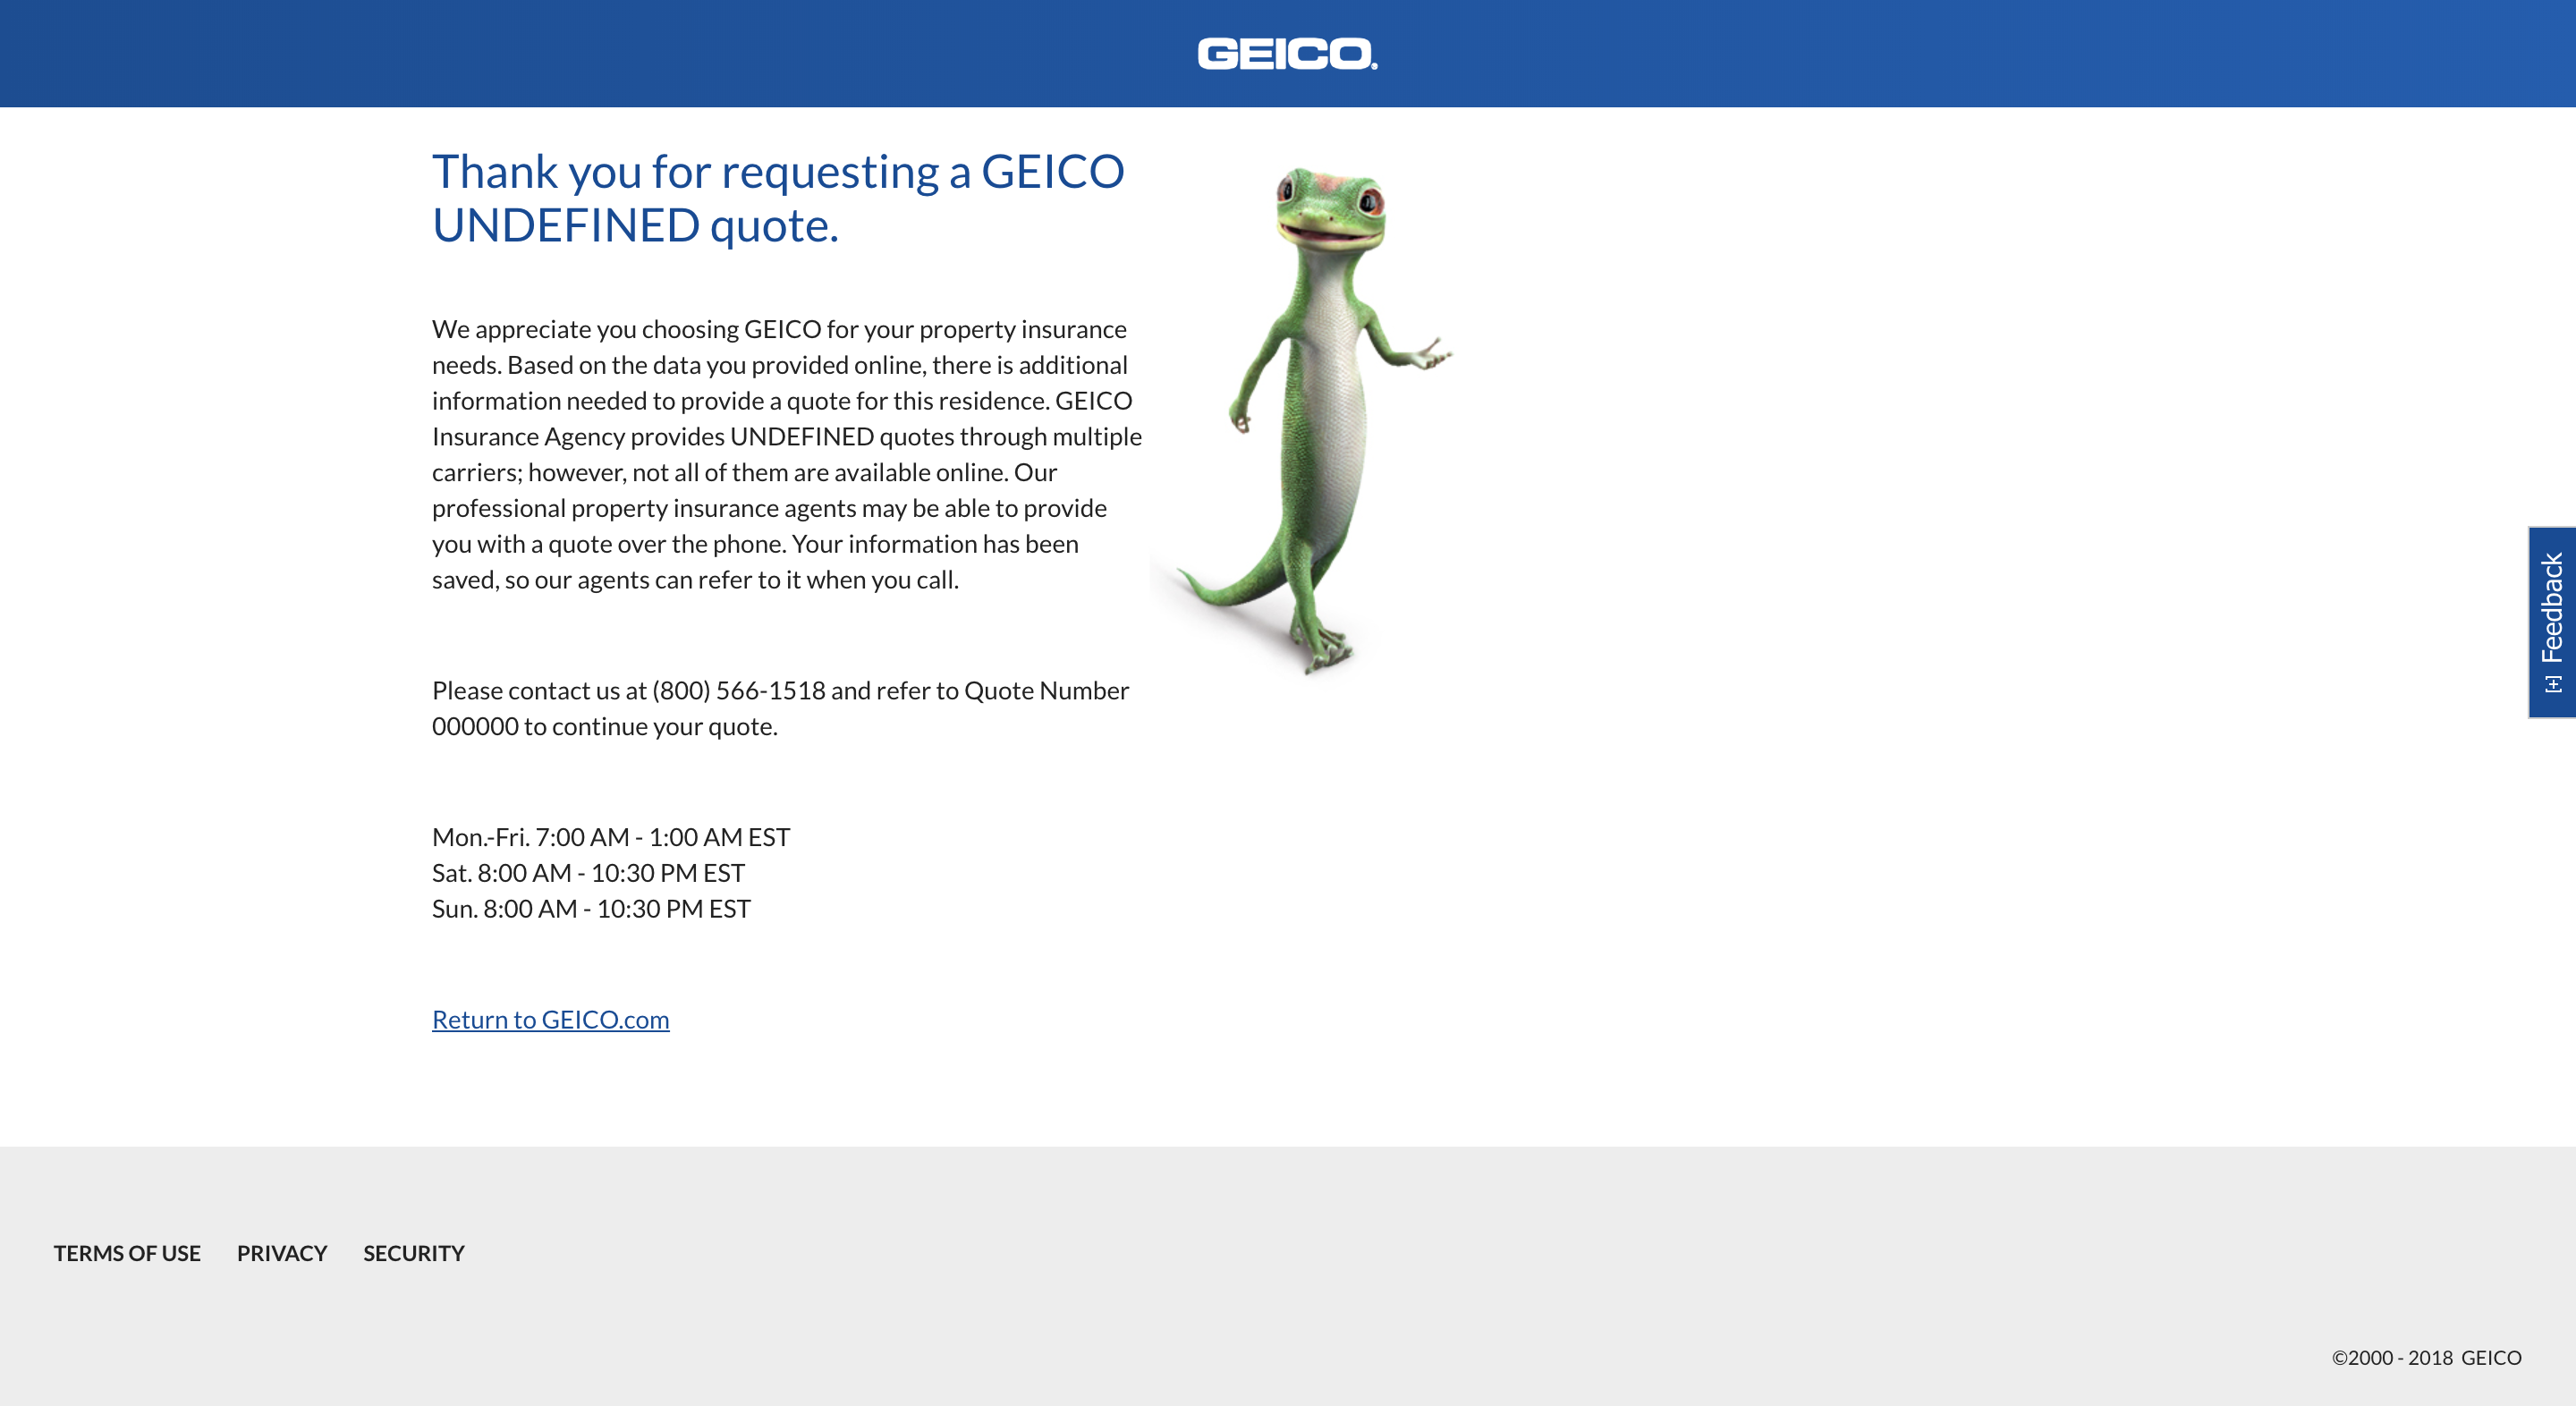 GEICO.
Thank you for requesting a GEICO
UNDEFINED quote.
We appreciate you choosing GEICO for your property insurance
needs. Based on the data you provided online, there is additional
information needed to provide a quote for this residence. GEICO
Insurance Agency provides UNDEFINED quotes through multiple
carriers; however, not all of them are available online. Our
professional property insurance agents may be able to provide
you with a quote over the phone. Your information has been
saved, so our agents can refer to it when you call.
Please contact us at (800) 566-1518 and refer to Quote Number
000000 to continue your quote.
Mon.-Fri. 7:00 AM - 1:00 AM EST
Sat. 8:00 AM - 10:30 PM EST
Sun. 8:00 AM - 10:30 PM EST
Return to GEICO.com
[+] Feedback
TERMS OF USE PRIVACY SECURITY
©2000 - 2018 GEICO